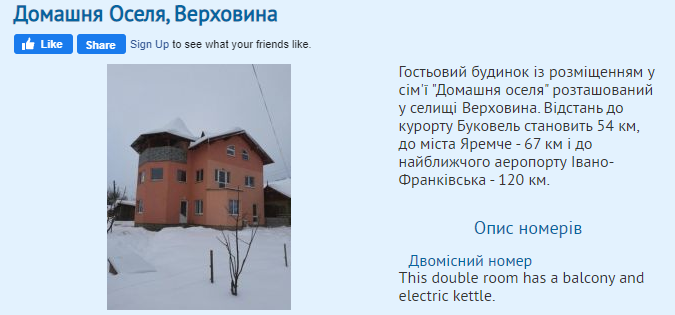 Домашня Оселя, Верховина
Like Share Sign Up to see what your friends like.
Гостьовий будинок із розміщенням у
сім'ї "Домашня оселя" розташований
у селищі Верховина. Відстань до
курорту Буковель становить 54 км,
до міста Яремче - 67 км і до
найближчого аеропорту Івано-
Франківська - 120 км.
Опис номерів
Двомісний номер
This double room has a balcony and
electric kettle.